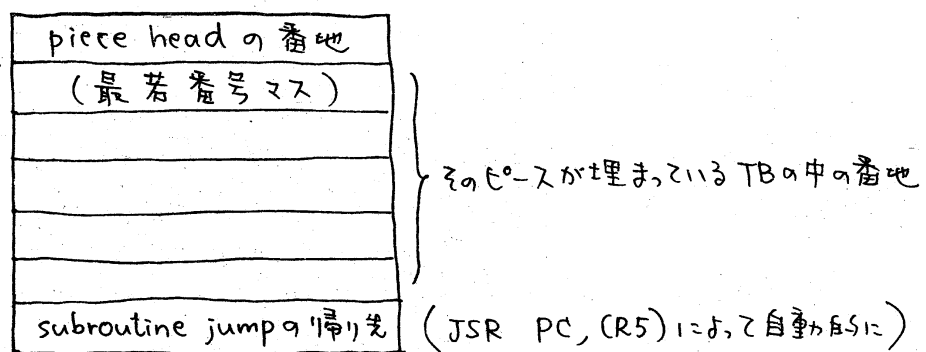 piece head の 番地
(最若番号マス)
そのピースが埋まっている TBの中の番地
subroutine jumpの帰り先
(JSR PC, (R5) によって自動的に)